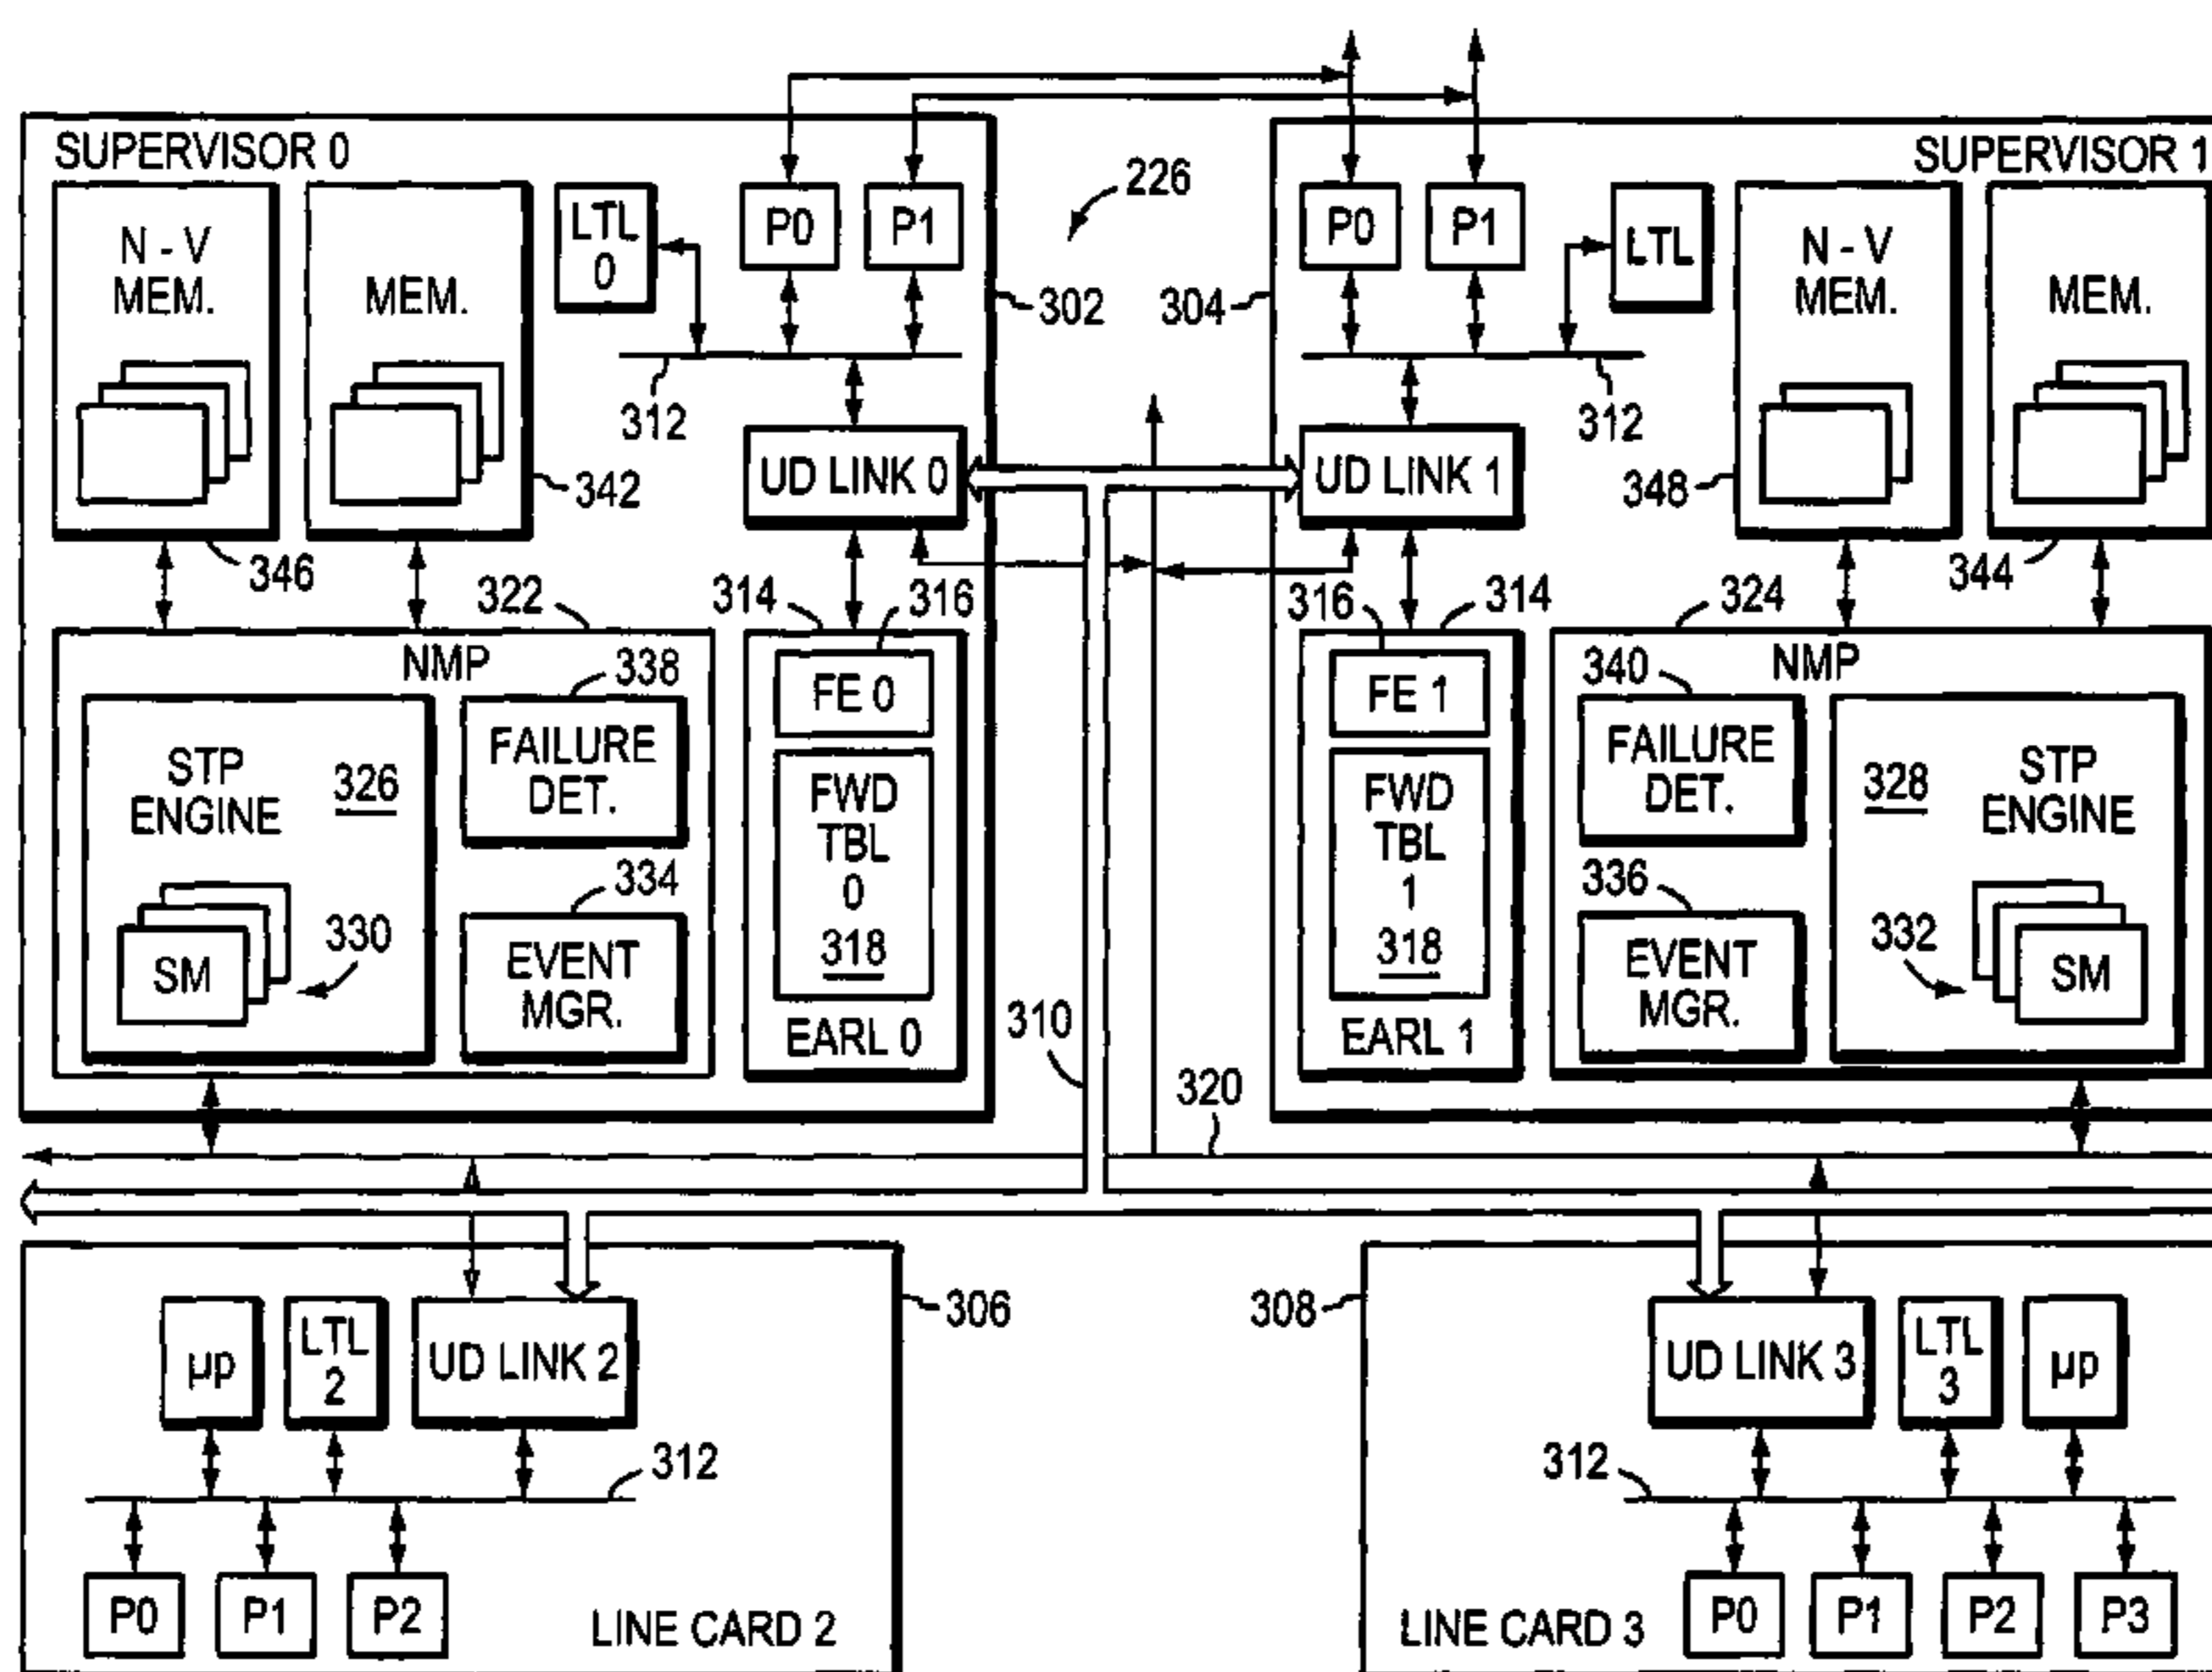 SUPERVISOR 0
N - V
MEM.
346
MEM.
342
LTL
0
P0
P1
312
302
UD LINK 0
322
NMP
STP
ENGINE
326
SM
330
338
FAILURE
DET.
334
EVENT
MGR.
314
316
FE 0
FWD
TBL
0
318
EARL 0
226
310
320
SUPERVISOR 1
304
P0
P1
LTL
312
N - V
MEM.
348
MEM.
344
UD LINK 1
316
314
FE 1
FWD
TBL
1
318
EARL 1
324
NMP
340
FAILURE
DET.
336
EVENT
MGR.
328
STP
ENGINE
332
SM
306
µp
LTL
2
UD LINK 2
312
P0
P1
P2
LINE CARD 2
308
UD LINK 3
LTL
3
µp
312
LINE CARD 3
P0
P1
P2
P3